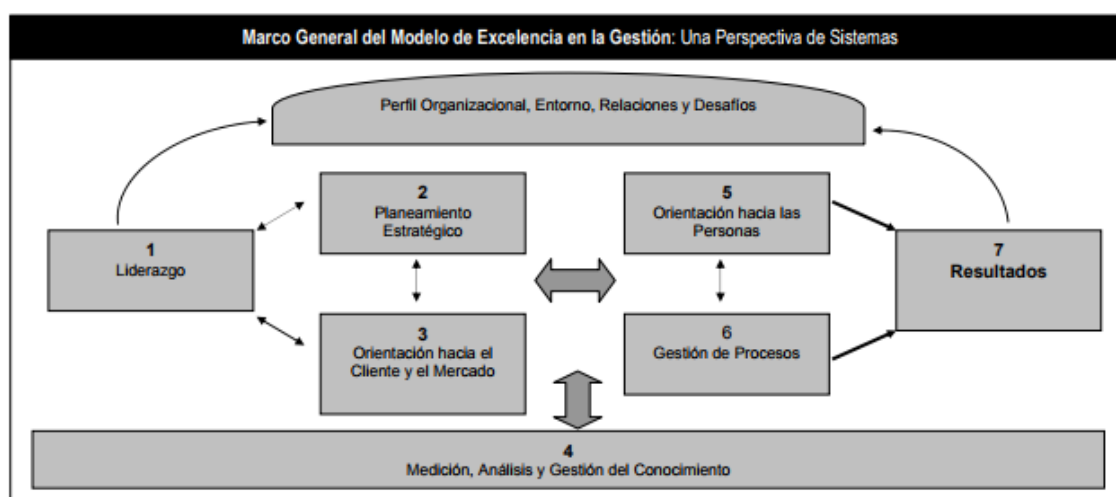 Marco General del Modelo de Excelencia en la Gestión: Una Perspectiva de Sistemas
Perfil Organizacional, Entorno, Relaciones y Desafíos
1
Liderazgo
2
Planeamiento
Estratégico
3
Orientación hacia el
Cliente y el Mercado
5
Orientación hacia las
Personas
6
Gestión de Procesos
7
Resultados
4
Medición, Análisis y Gestión del Conocimiento